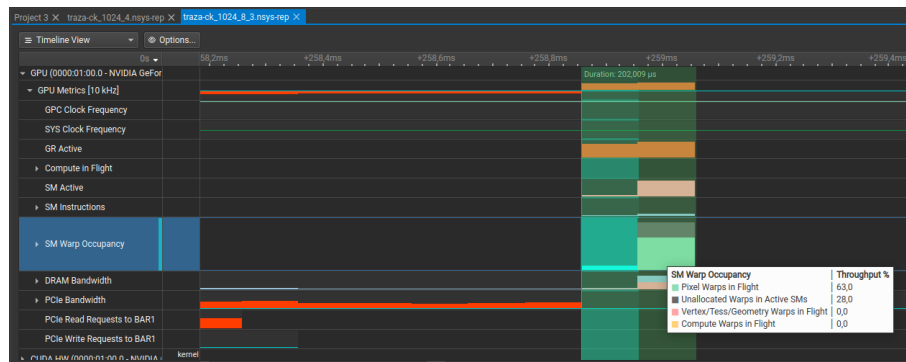 Project 3 X traza-ck_1024_4.nsys-rep X traza-ck_1024_8_3.nsys-rep X
Timeline View Options...
0s 58,2ms +258,4ms +258,6ms +258,8ms +259ms +259,2ms +259,4ms
GPU (0000:01:00.0 - NVIDIA GeFor
Duration: 202,009 µs
GPU Metrics [10 kHz]
GPC Clock Frequency
SYS Clock Frequency
GR Active
Compute in Flight
SM Active
SM Instructions
SM Warp Occupancy
DRAM Bandwidth
PCIe Bandwidth
PCIe Read Requests to BAR1
PCIe Write Requests to BAR1
CUDA HW (0000:01:00.0 - NVIDIA
kernel
SM Warp Occupancy Throughput %
Pixel Warps in Flight 63,0
Unallocated Warps in Active SMs 28,0
Vertex/Tess/Geometry Warps in Flight 0,0
Compute Warps in Flight 0,0